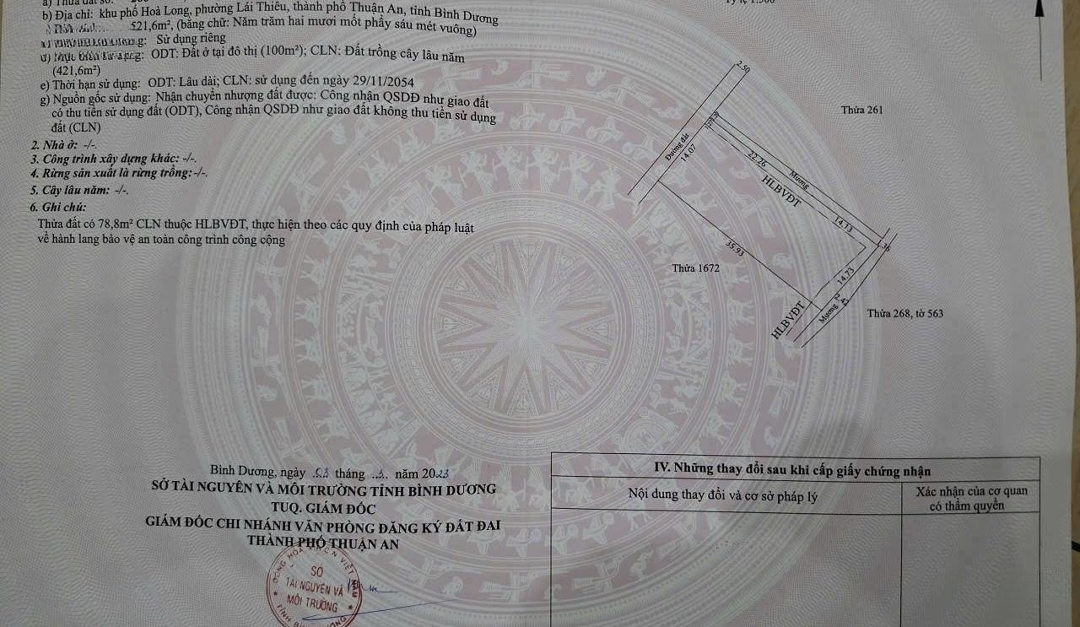 b) Địa chỉ: khu phố Hoà Long, phường Lái Thiêu, thành phố Thuận An, tỉnh Bình Dương
521,6m², (bằng chữ: Năm trăm hai mươi mốt phẩy sáu mét vuông)
Sử dụng riêng
ODT: Đất ở tại đô thị (100m²); CLN: Đất trồng cây lâu năm
(421,6m²)
e) Thời hạn sử dụng: ODT: Lâu dài; CLN: sử dụng đến ngày 29/11/2054
g) Nguồn gốc sử dụng: Nhận chuyển nhượng đất được: Công nhận QSDĐ như giao đất
có thu tiền sử dụng đất (ODT), Công nhận QSDĐ như giao đất không thu tiền sử dụng
đất (CLN)
2. Nhà ở: -/-.
3. Công trình xây dựng khác: -/-.
4. Rừng sản xuất là rừng trồng:-/-.
5. Cây lâu năm: -/-.
6. Ghi chú:
Thửa đất có 78,8m² CLN thuộc HLBVĐT, thực hiện theo các quy định của pháp luật
về hành lang bảo vệ an toàn công trình công cộng
2.50
Thửa 261
Đường đất
14.07
22.26
Mương
HLBVĐT
14.13
35.93
Thửa 1672
14.73
Mương
HLBVĐT
Thửa 268, tờ 563
Bình Dương, ngày tháng năm 2023
SỞ TÀI NGUYÊN VÀ MÔI TRƯỜNG TỈNH BÌNH DƯƠNG
TUQ. GIÁM ĐỐC
GIÁM ĐỐC CHI NHÁNH VĂN PHÒNG ĐĂNG KÝ ĐẤT ĐAI
THÀNH PHỐ THUẬN AN
SỞ
TÀI NGUYÊN VÀ
MÔI TRƯỜNG
IV. Những thay đổi sau khi cấp giấy chứng nhận
Nội dung thay đổi và cơ sở pháp lý
Xác nhận của cơ quan
có thẩm quyền